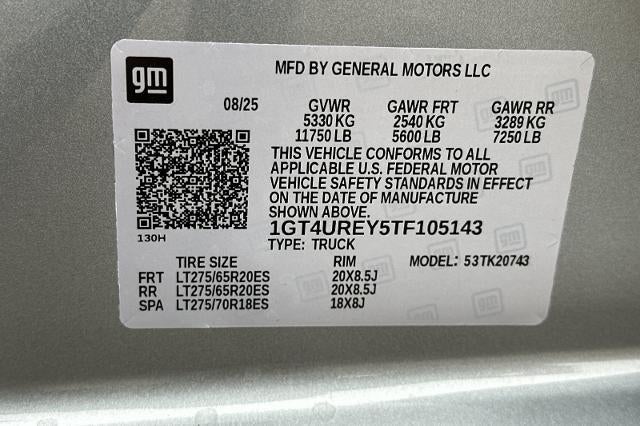 gm
MFD BY GENERAL MOTORS LLC
08/25 GVWR GAWR FRT GAWR RR
5330 KG 2540 KG 3289 KG
11750 LB 5600 LB 7250 LB
THIS VEHICLE CONFORMS TO ALL
APPLICABLE U.S. FEDERAL MOTOR
VEHICLE SAFETY STANDARDS IN EFFECT
ON THE DATE OF MANUFACTURE
SHOWN ABOVE.
1GT4UREY5TF105143
130H
TYPE: TRUCK
TIRE SIZE RIM MODEL: 53TK20743
FRT LT275/65R20ES 20X8.5J
RR LT275/65R20ES 20X8.5J
SPA LT275/70R18ES 18X8J